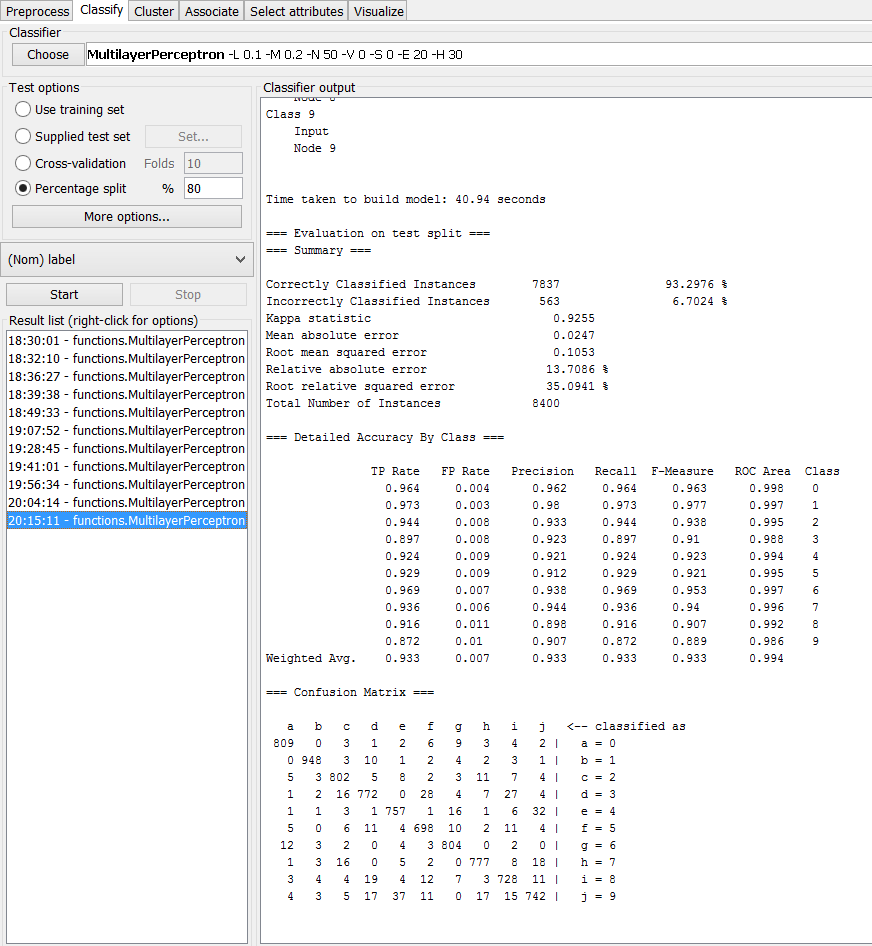 Preprocess Classify Cluster Associate Select attributes Visualize
Classifier
Choose MultilayerPerceptron -L 0.1 -M 0.2 -N 50 -V 0 -S 0 -E 20 -H 30
Test options
Use training set
Supplied test set Set...
Cross-validation Folds 10
Percentage split % 80
More options...
(Nom) label
Start Stop
Result list (right-click for options)
18:30:01 - functions.MultilayerPerceptron
18:32:10 - functions.MultilayerPerceptron
18:36:27 - functions.MultilayerPerceptron
18:39:38 - functions.MultilayerPerceptron
18:49:33 - functions.MultilayerPerceptron
19:07:52 - functions.MultilayerPerceptron
19:28:45 - functions.MultilayerPerceptron
19:41:01 - functions.MultilayerPerceptron
19:56:34 - functions.MultilayerPerceptron
20:04:14 - functions.MultilayerPerceptron
20:15:11 - functions.MultilayerPerceptron
Classifier output
Class 9
Input
Node 9
Time taken to build model: 40.94 seconds
=== Evaluation on test split ===
=== Summary ===
Correctly Classified Instances 7837 93.2976 %
Incorrectly Classified Instances 563 6.7024 %
Kappa statistic 0.9255
Mean absolute error 0.0247
Root mean squared error 0.1053
Relative absolute error 13.7086 %
Root relative squared error 35.0941 %
Total Number of Instances 8400
=== Detailed Accuracy By Class ===
TP Rate FP Rate Precision Recall F-Measure ROC Area Class
0.964 0.004 0.962 0.964 0.963 0.998 0
0.973 0.003 0.98 0.973 0.977 0.997 1
0.944 0.008 0.933 0.944 0.938 0.995 2
0.897 0.008 0.923 0.897 0.91 0.988 3
0.924 0.009 0.921 0.924 0.923 0.994 4
0.929 0.009 0.912 0.929 0.921 0.995 5
0.969 0.007 0.938 0.969 0.953 0.997 6
0.936 0.006 0.944 0.936 0.94 0.996 7
0.916 0.011 0.898 0.916 0.907 0.992 8
0.872 0.01 0.907 0.872 0.889 0.986 9
Weighted Avg. 0.933 0.007 0.933 0.933 0.933 0.994
=== Confusion Matrix ===
a b c d e f g h i j <-- classified as
809 0 3 1 2 6 9 3 4 2 | a = 0
0 948 3 10 1 2 4 2 3 1 | b = 1
5 3 802 5 8 2 3 11 7 4 | c = 2
1 2 16 772 0 28 4 7 27 4 | d = 3
1 1 3 1 757 1 16 1 6 32 | e = 4
5 0 6 11 4 698 10 2 11 4 | f = 5
12 3 2 0 4 3 804 0 2 0 | g = 6
1 3 16 0 5 2 0 777 8 18 | h = 7
3 4 4 19 4 12 7 3 728 11 | i = 8
4 3 5 17 37 11 0 17 15 742 | j = 9